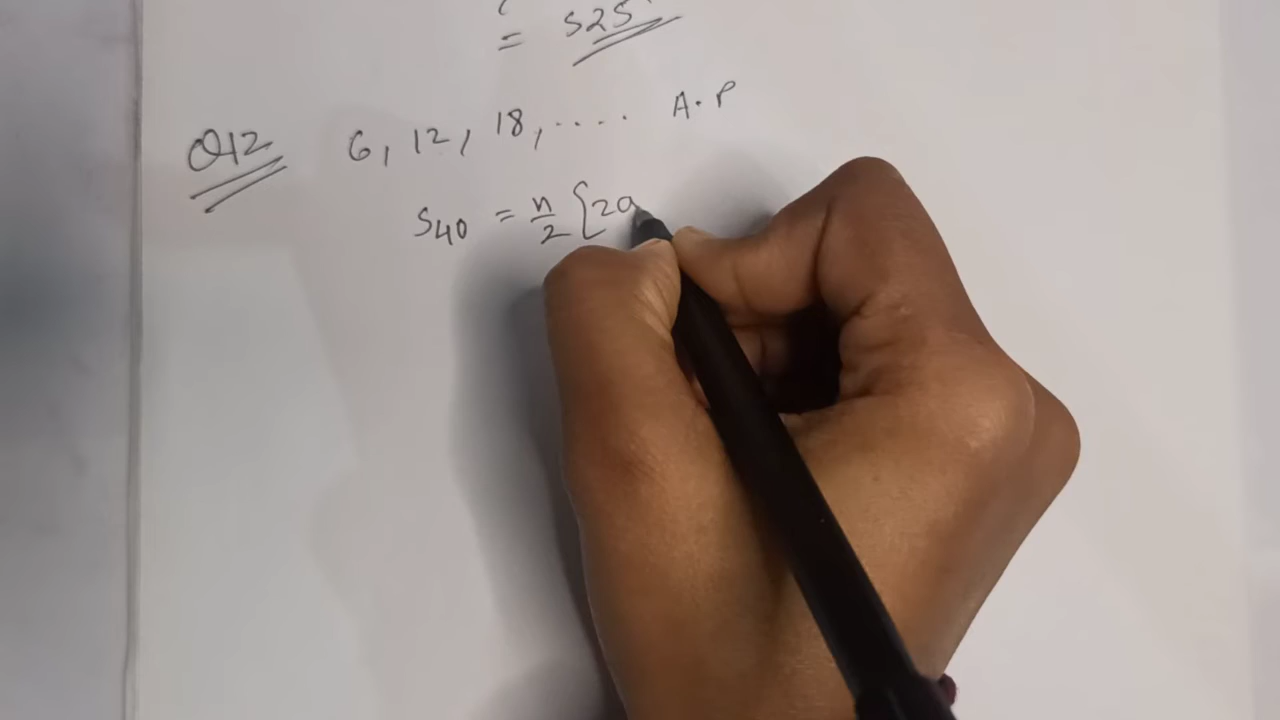 = 525
Q12 6, 12, 18, .... A.P
S40 = n/2 {2a